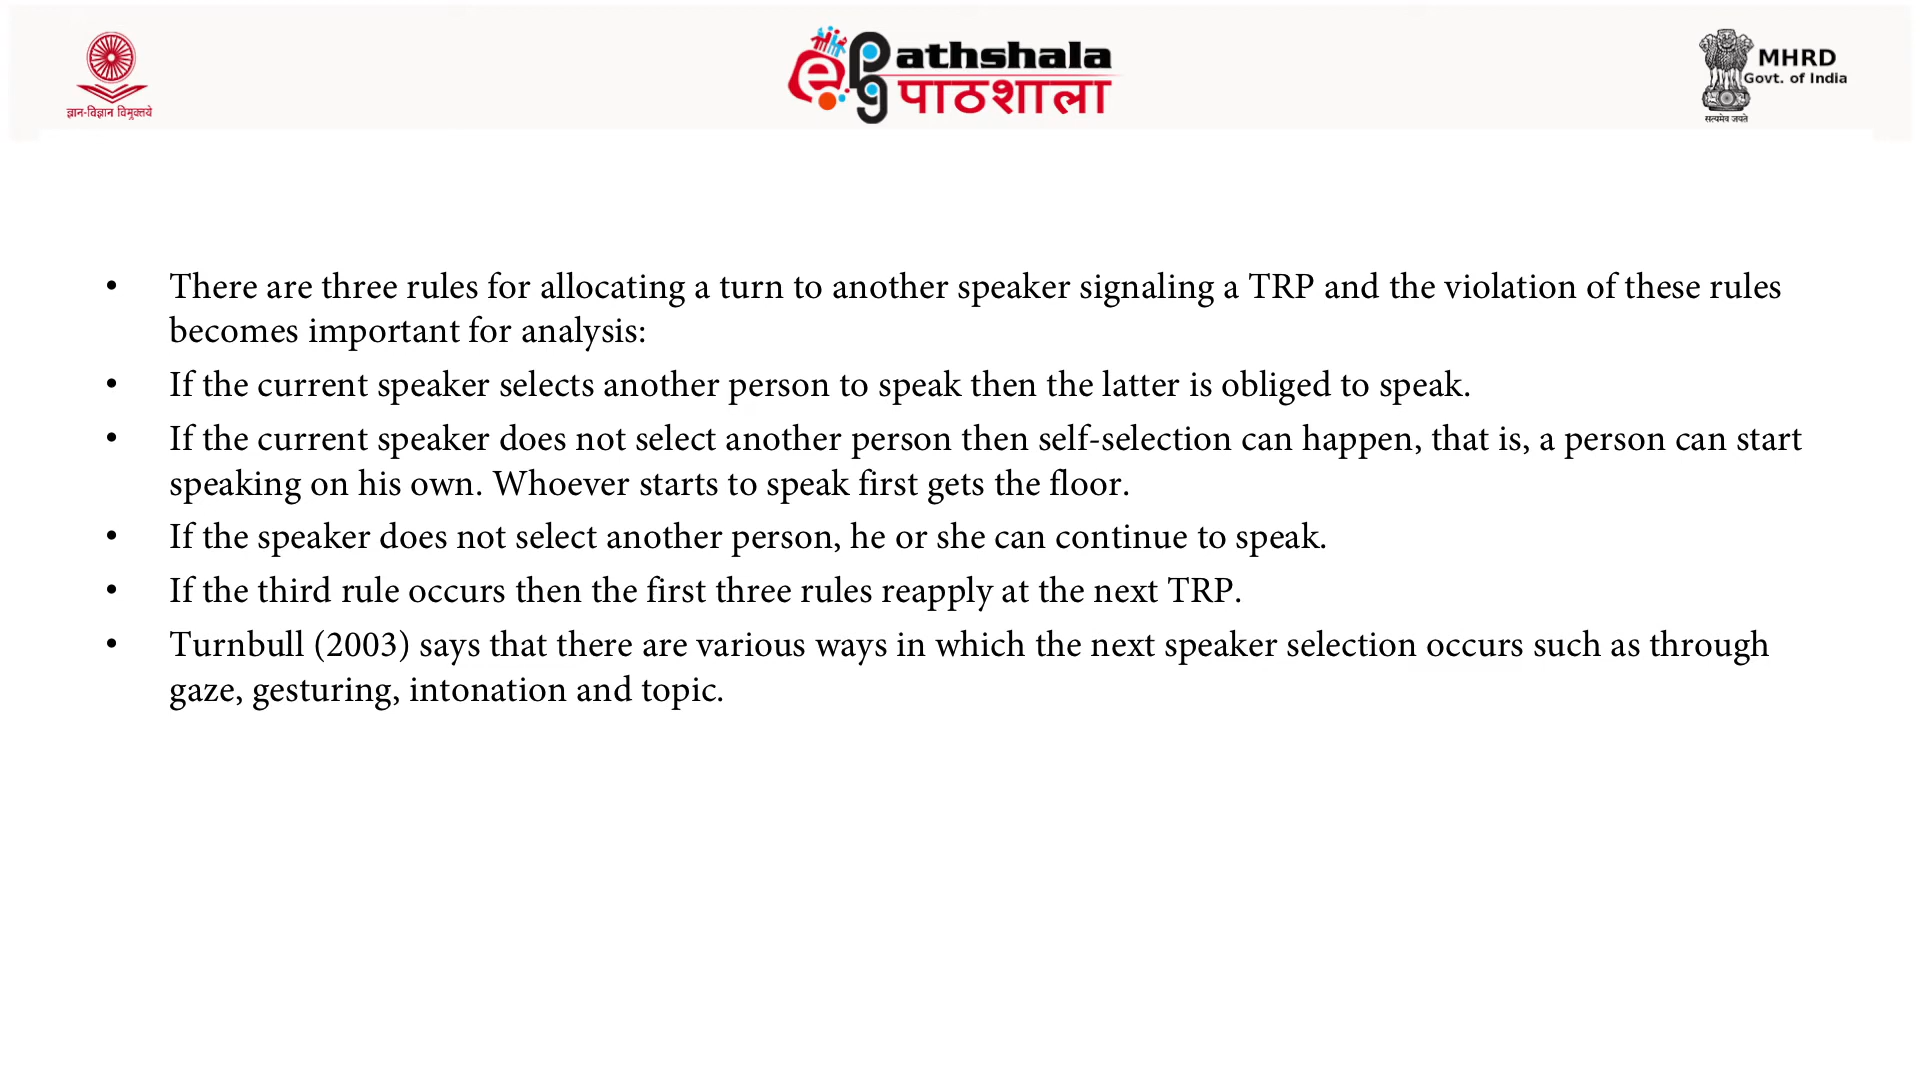 ज्ञान-विज्ञान विमुक्तये
e
pg
athshala
पाठशाला
MHRD
Govt. of India
सत्यमेव जयते
• There are three rules for allocating a turn to another speaker signaling a TRP and the violation of these rules
becomes important for analysis:
• If the current speaker selects another person to speak then the latter is obliged to speak.
• If the current speaker does not select another person then self-selection can happen, that is, a person can start
speaking on his own. Whoever starts to speak first gets the floor.
• If the speaker does not select another person, he or she can continue to speak.
• If the third rule occurs then the first three rules reapply at the next TRP.
• Turnbull (2003) says that there are various ways in which the next speaker selection occurs such as through
gaze, gesturing, intonation and topic.